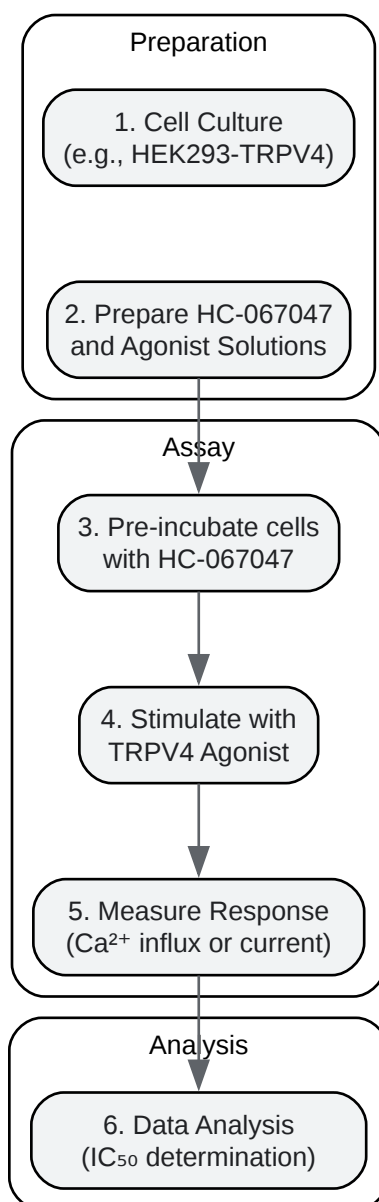 Preparation
1. Cell Culture
(e.g., HEK293-TRPV4)
2. Prepare HC-067047
and Agonist Solutions
Assay
3. Pre-incubate cells
with HC-067047
4. Stimulate with
TRPV4 Agonist
5. Measure Response
(Ca²⁺ influx or current)
Analysis
6. Data Analysis
(IC₅₀ determination)